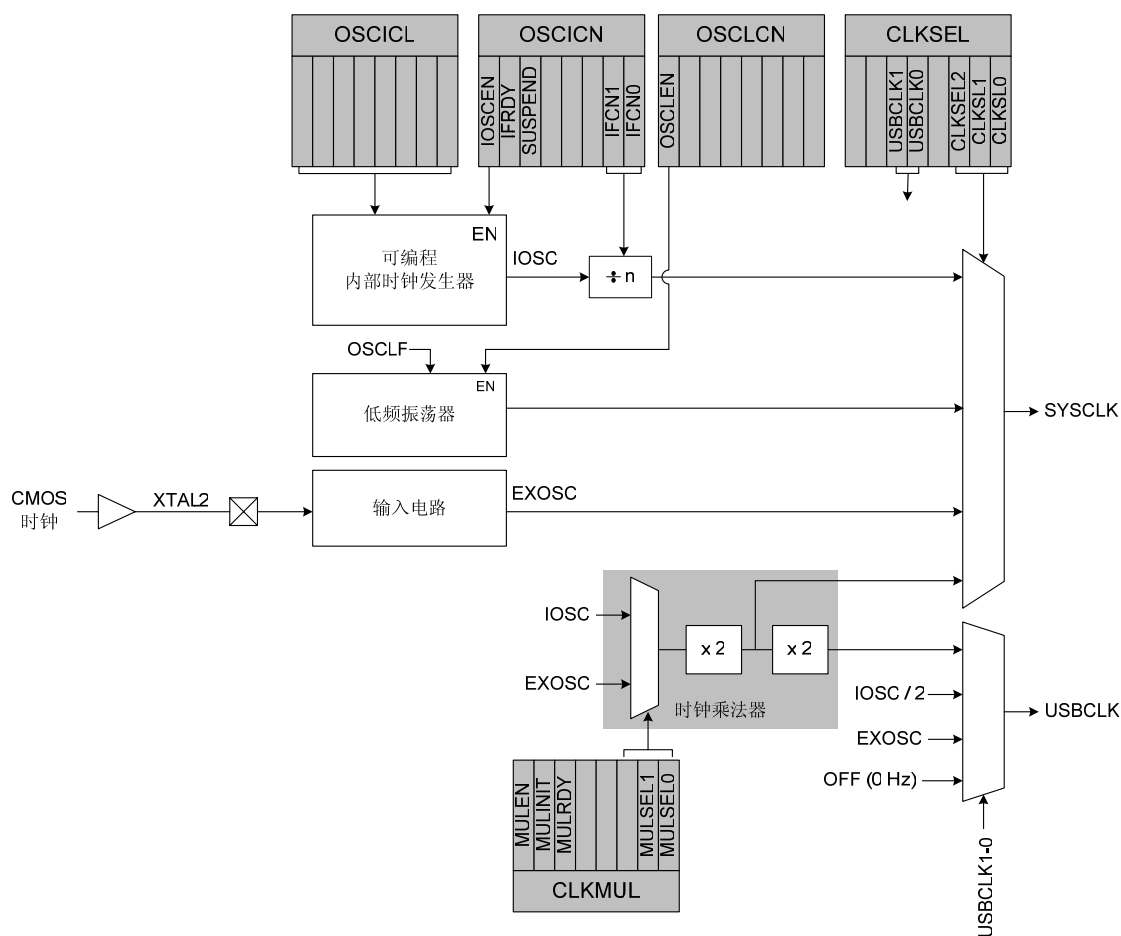 OSCICL
OSCICN
OSCLCN
CLKSEL
IOSCEN
IFRDY
SUSPEND
IFCN1
IFCN0
OSCLEN
USBCLK1
USBCLK0
CLKSEL2
CLKSL1
CLKSL0
EN
可编程
内部时钟发生器
IOSC
÷ n
OSCLF
EN
低频振荡器
SYSCLK
CMOS
时钟
XTAL2
输入电路
EXOSC
IOSC
EXOSC
x 2
x 2
时钟乘法器
IOSC / 2
EXOSC
OFF (0 Hz)
USBCLK
USBCLK1-0
MULEN
MULINIT
MULRDY
MULSEL1
MULSEL0
CLKMUL